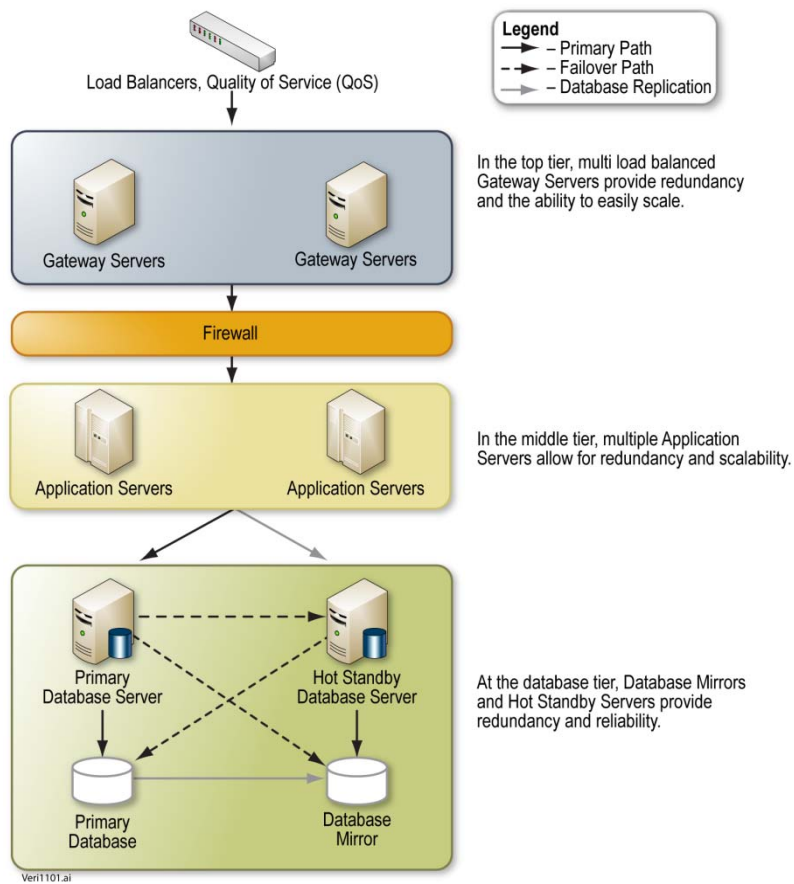 Legend
– Primary Path
– Failover Path
– Database Replication
Load Balancers, Quality of Service (QoS)
In the top tier, multi load balanced
Gateway Servers provide redundancy
and the ability to easily scale.
Gateway Servers
Gateway Servers
Firewall
In the middle tier, multiple Application
Servers allow for redundancy and scalability.
Application Servers
Application Servers
Primary
Database Server
Hot Standby
Database Server
At the database tier, Database Mirrors
and Hot Standby Servers provide
redundancy and reliability.
Primary
Database
Database
Mirror
Veri1101.ai